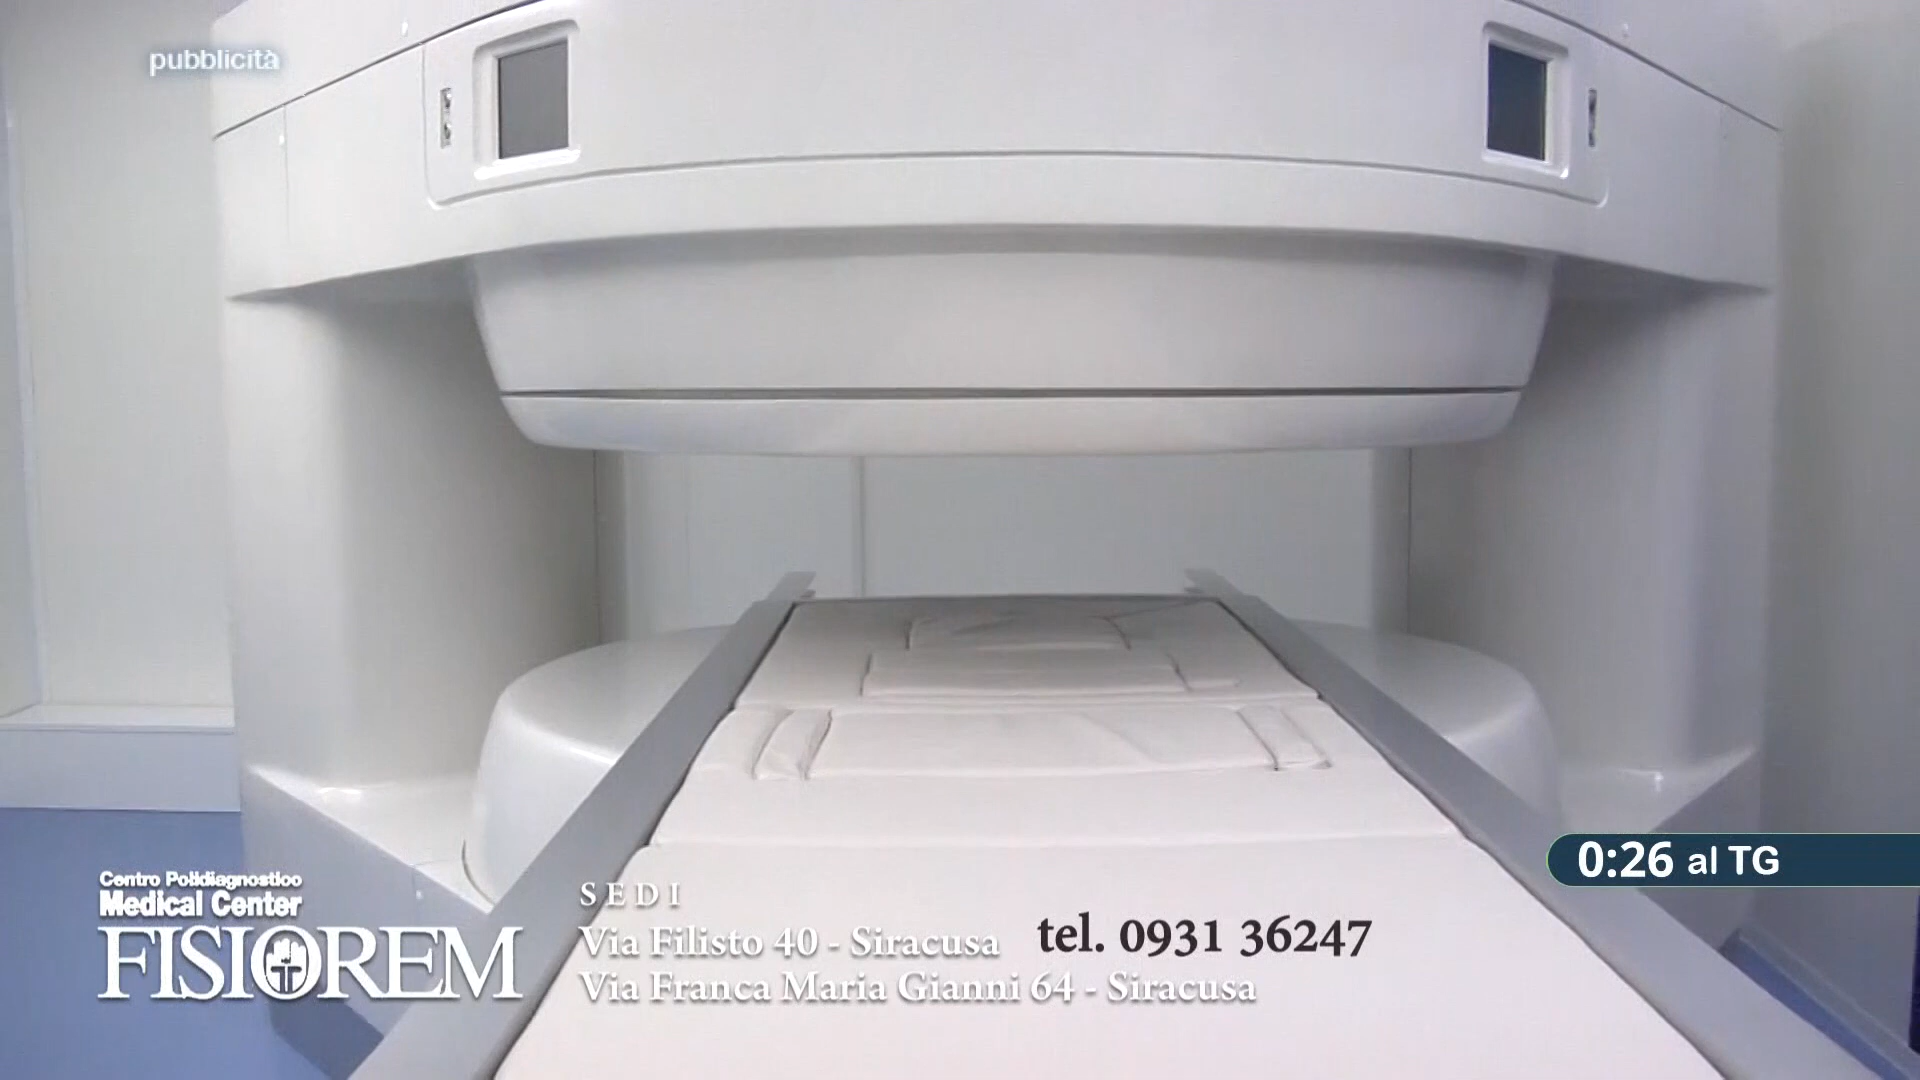 pubblicità
0:26 al TG
Centro Polidiagnostico
Medical Center
FISIOREM
SEDI
Via Filisto 40 - Siracusa
tel. 0931 36247
Via Franca Maria Gianni 64 - Siracusa